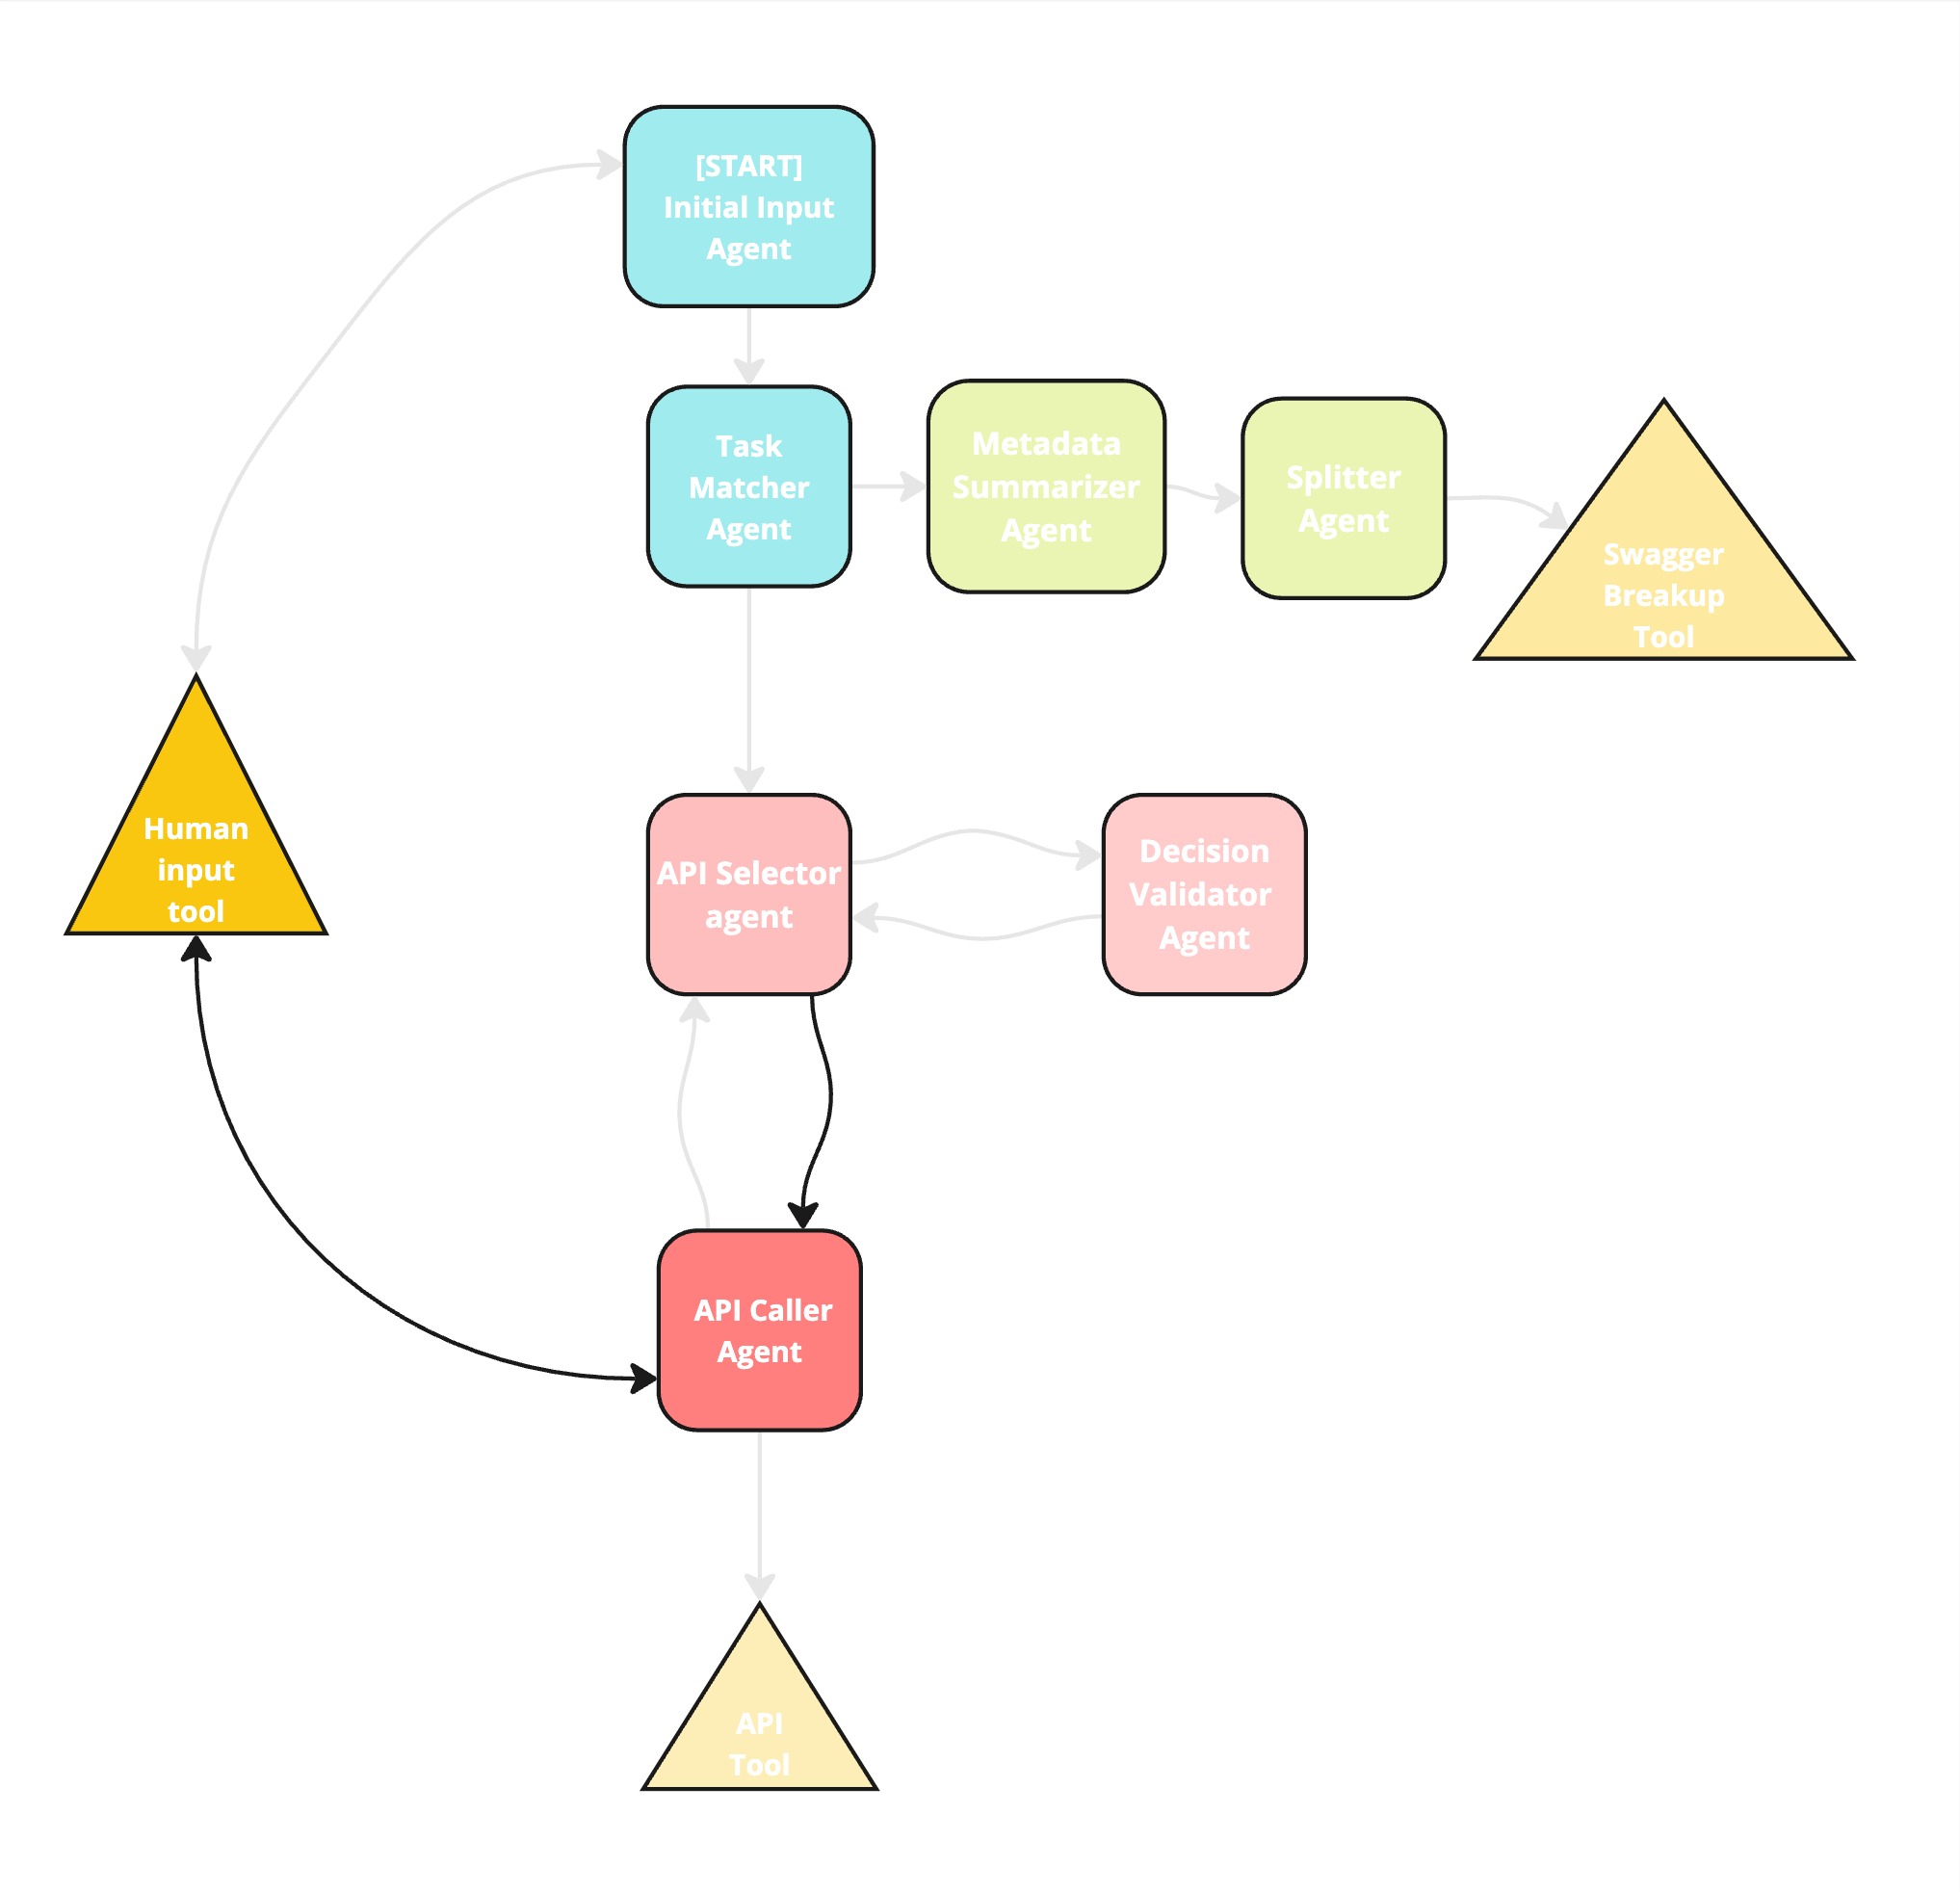 [START]
Initial Input
Agent
Task
Matcher
Agent
Metadata
Summarizer
Agent
Splitter
Agent
Swagger
Breakup
Tool
Human
input
tool
API Selector
agent
Decision
Validator
Agent
API Caller
Agent
API
Tool